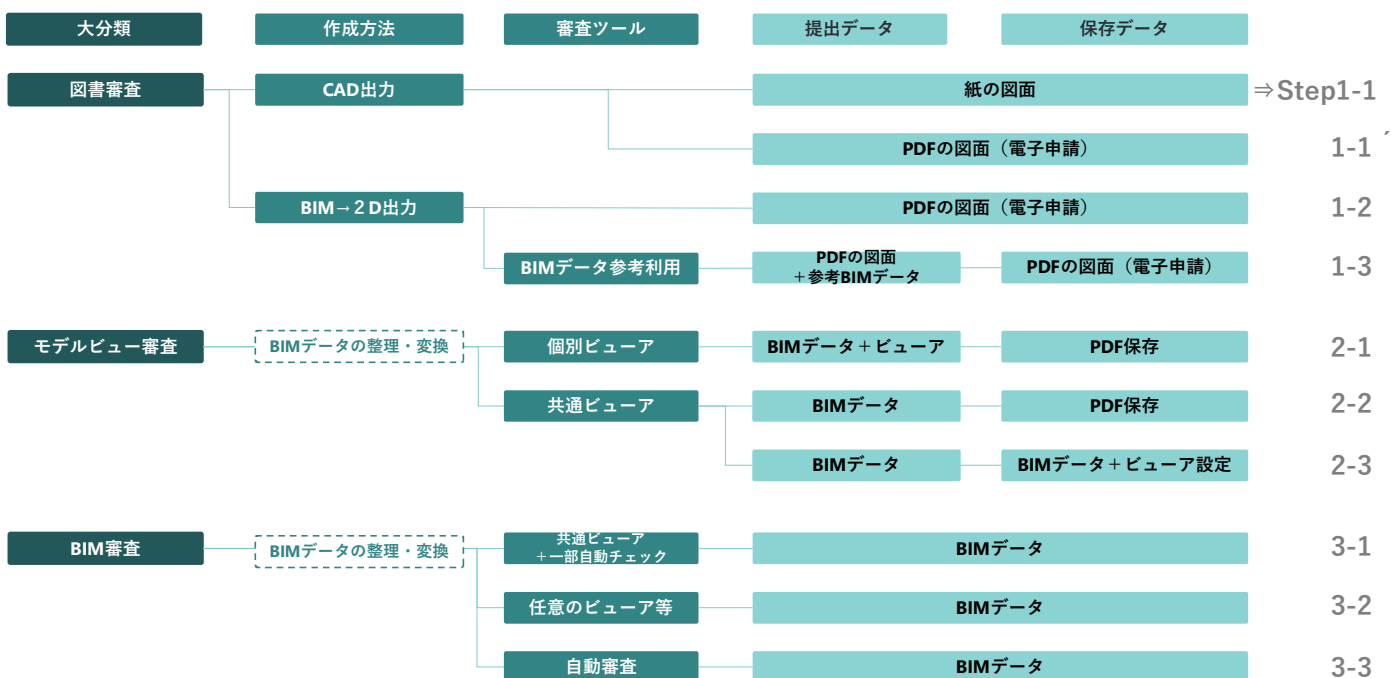 大分類
作成方法
審査ツール
提出データ
保存データ
図書審査
CAD出力
紙の図面
⇒Step1-1
PDFの図面（電子申請）
1-1 ´
BIM→２D出力
PDFの図面（電子申請）
1-2
BIMデータ参考利用
PDFの図面
＋参考BIMデータ
PDFの図面（電子申請）
1-3
モデルビュー審査
BIMデータの整理・変換
個別ビューア
BIMデータ＋ビューア
PDF保存
2-1
共通ビューア
BIMデータ
PDF保存
2-2
BIMデータ
BIMデータ＋ビューア設定
2-3
BIM審査
BIMデータの整理・変換
共通ビューア
＋一部自動チェック
BIMデータ
3-1
任意のビューア等
BIMデータ
3-2
自動審査
BIMデータ
3-3